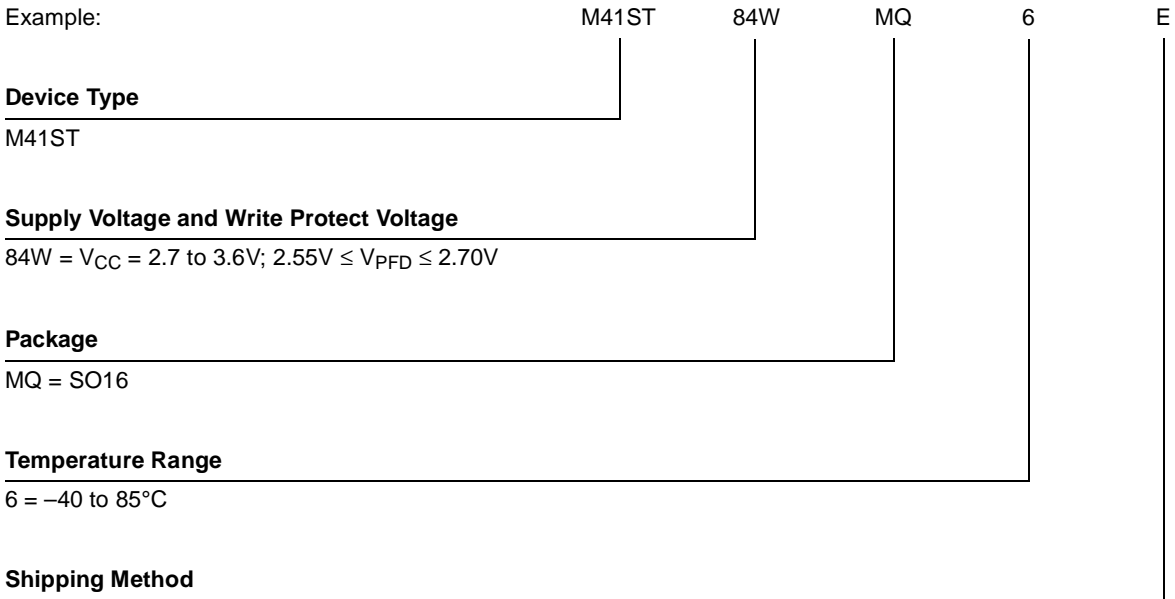 Example: M41ST 84W MQ 6 E
Device Type
M41ST
Supply Voltage and Write Protect Voltage
84W = VCC = 2.7 to 3.6V; 2.55V ≤ VPFD ≤ 2.70V
Package
MQ = SO16
Temperature Range
6 = –40 to 85°C
Shipping Method